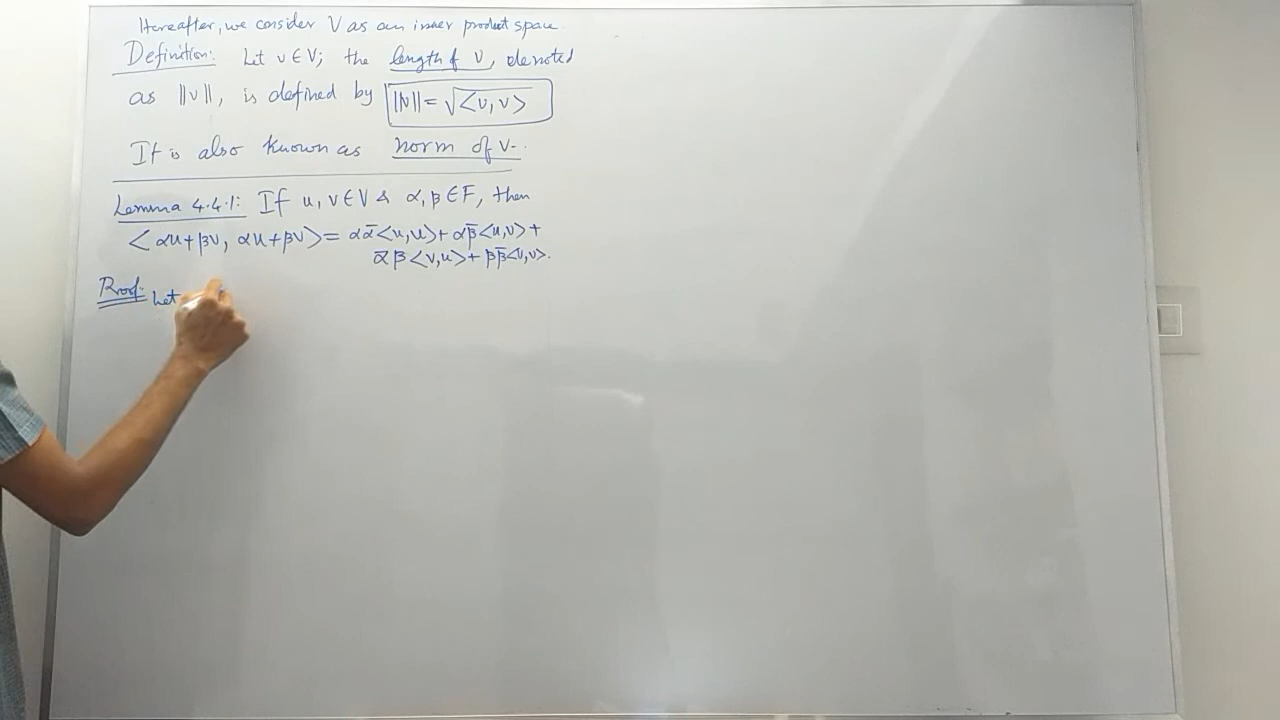 Hereafter, we consider V as an inner product space.
Definition: Let v ∈ V; the length of v, denoted
as ||v||, is defined by ||v|| = √<v, v>
It is also known as norm of v.
Lemma 4.4.1: If u, v ∈ V & α, β ∈ F, then
<αu+βv, αu+βv> = αᾱ<u,u> + αβ̄<u,v> +
ᾱβ<v,u> + ββ̄<v,v>.
Proof: Let